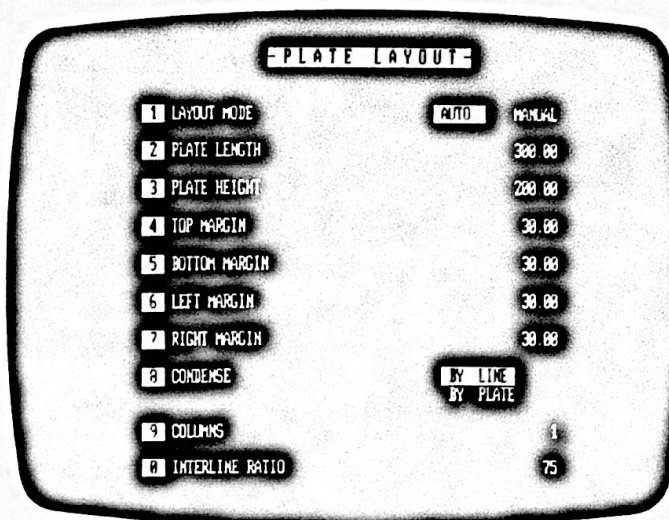 PLATE LAYOUT
1 LAYOUT MODE AUTO MANUAL
2 PLATE LENGTH 300.00
3 PLATE HEIGHT 200.00
4 TOP MARGIN 30.00
5 BOTTOM MARGIN 30.00
6 LEFT MARGIN 30.00
7 RIGHT MARGIN 30.00
8 CONDENSE BY LINE
BY PLATE
9 COLUMNS 1
0 INTERLINE RATIO 75